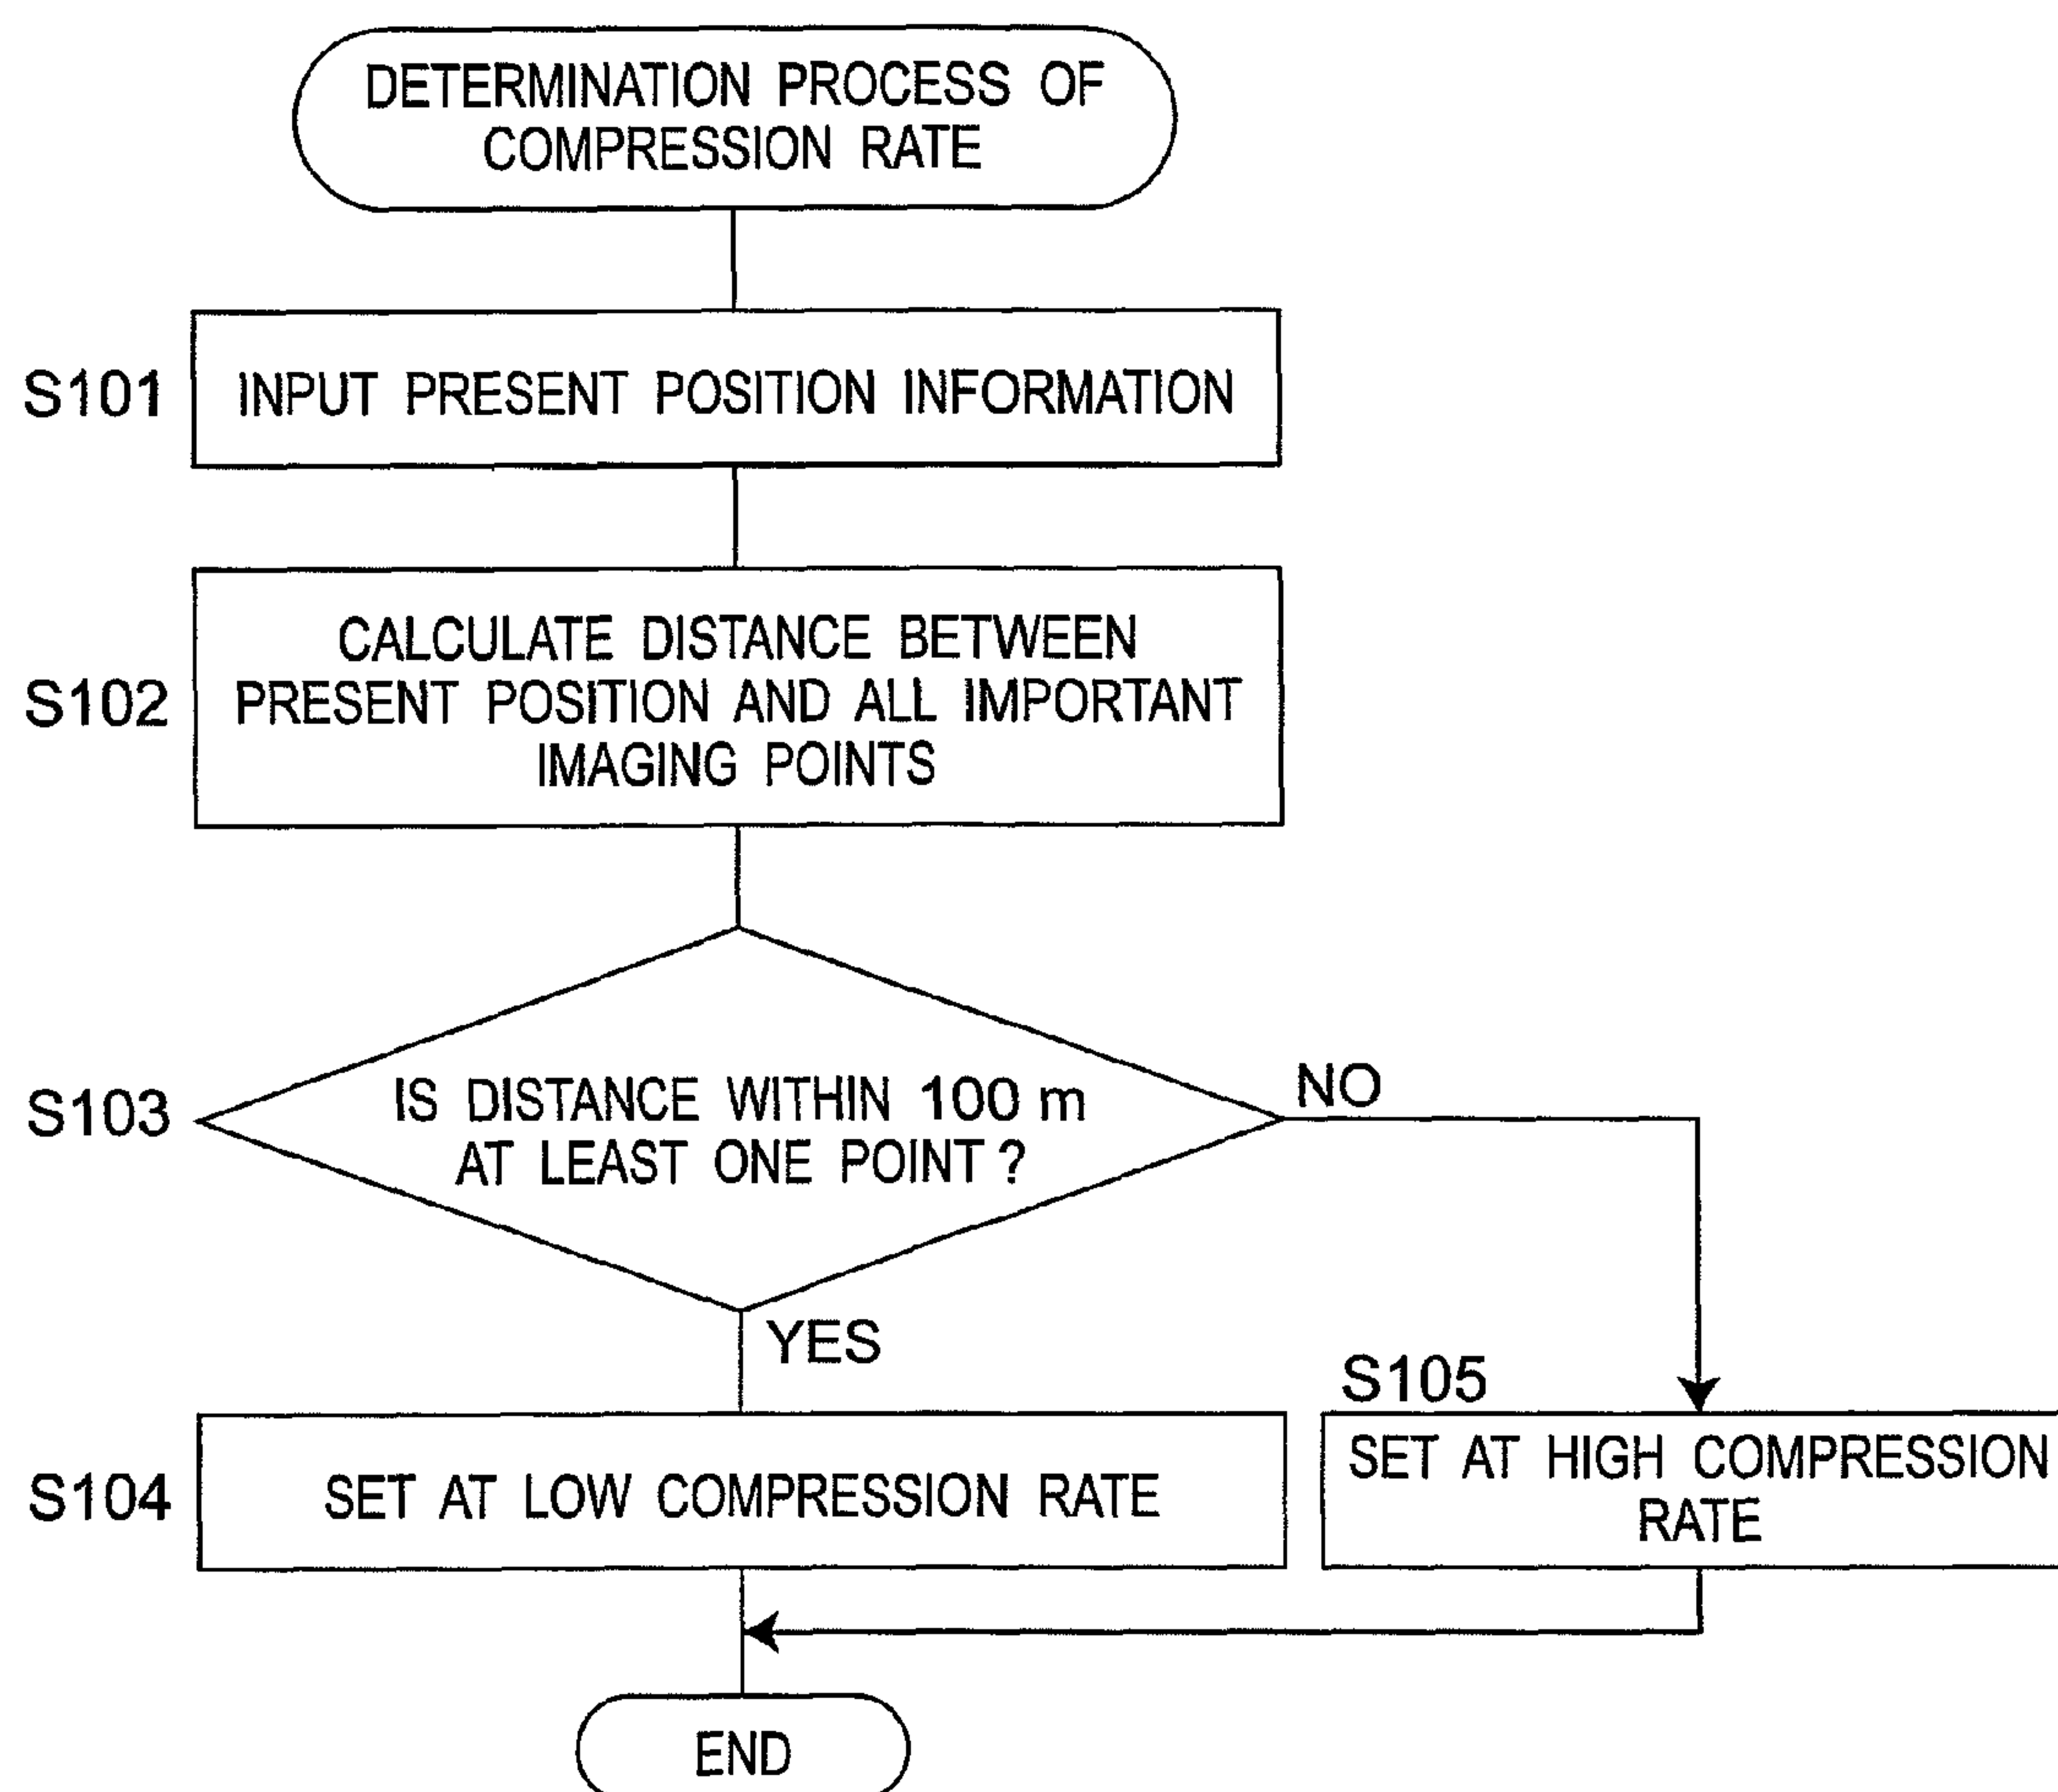 DETERMINATION PROCESS OF
COMPRESSION RATE
S101
INPUT PRESENT POSITION INFORMATION
S102
CALCULATE DISTANCE BETWEEN
PRESENT POSITION AND ALL IMPORTANT
IMAGING POINTS
S103
IS DISTANCE WITHIN 100 m
AT LEAST ONE POINT ?
NO
YES
S104
SET AT LOW COMPRESSION RATE
S105
SET AT HIGH COMPRESSION
RATE
END